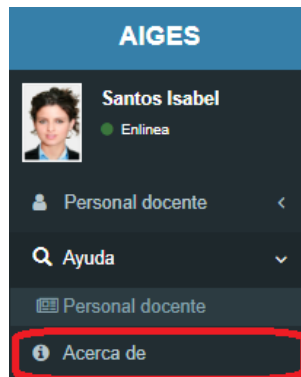 AIGES
Santos Isabel
Enlinea
Personal docente
Ayuda
Personal docente
Acerca de